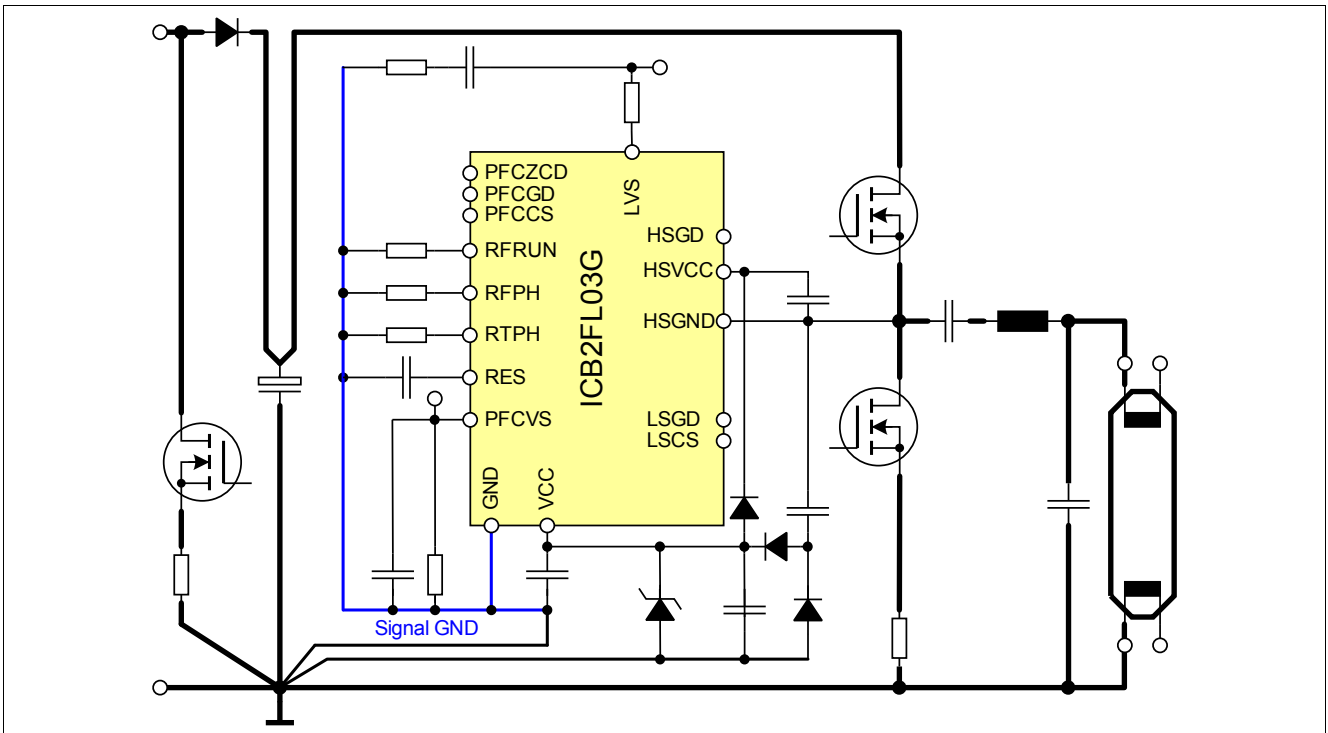 PFCZCD
PFCGD
PFCCS
LVS
HSGD
RFRUN
HSVCC
RFPH
HSGND
RTPH
RES
ICB2FL03G
PFCVS
LSGD
LSCS
GND
VCC
Signal GND